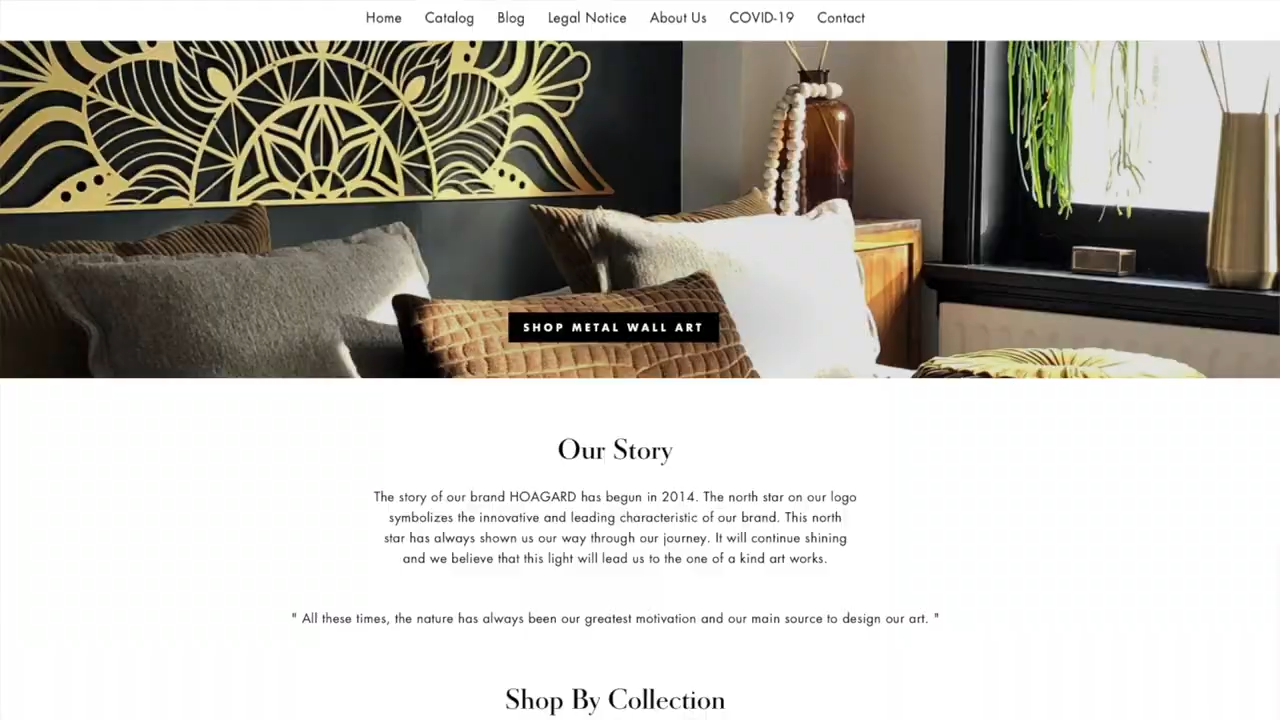 Home Catalog Blog Legal Notice About Us COVID-19 Contact
SHOP METAL WALL ART
Our Story
The story of our brand HOAGARD has begun in 2014. The north star on our logo
symbolizes the innovative and leading characteristic of our brand. This north
star has always shown us our way through our journey. It will continue shining
and we believe that this light will lead us to the one of a kind art works.
" All these times, the nature has always been our greatest motivation and our main source to design our art. "
Shop By Collection